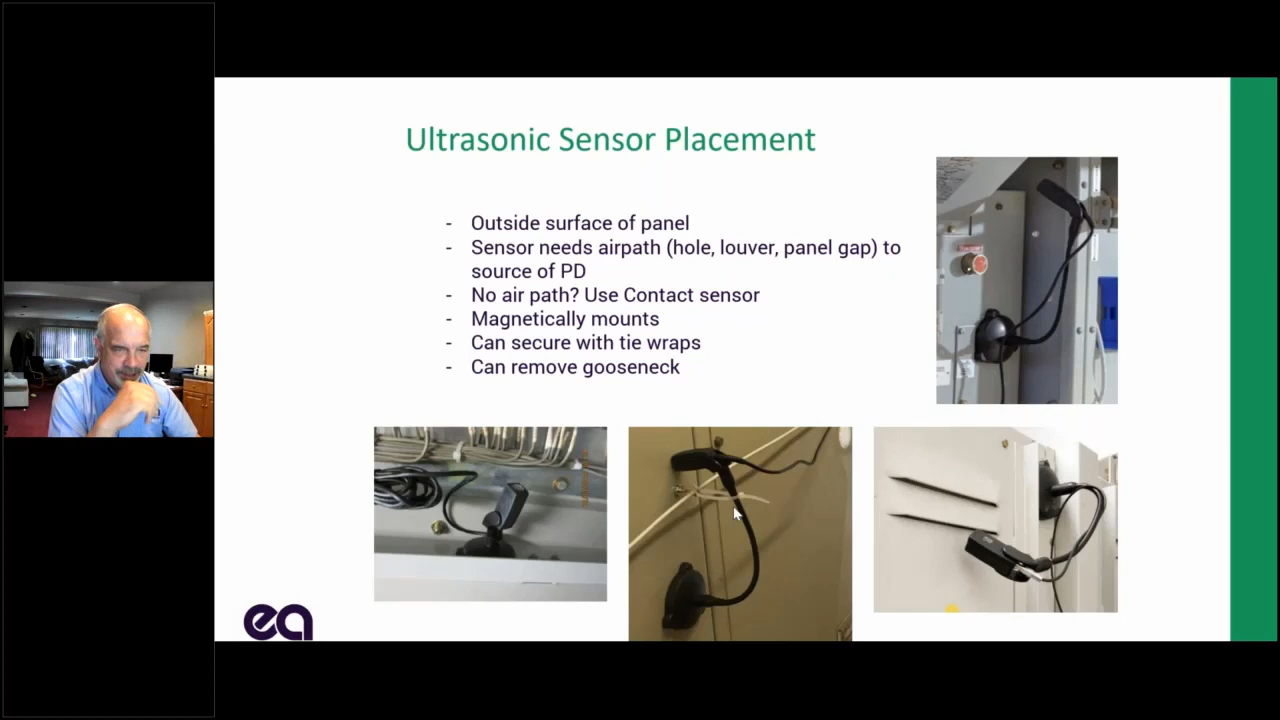 Ultrasonic Sensor Placement
- Outside surface of panel
- Sensor needs airpath (hole, louver, panel gap) to
source of PD
- No air path? Use Contact sensor
- Magnetically mounts
- Can secure with tie wraps
- Can remove gooseneck
ea